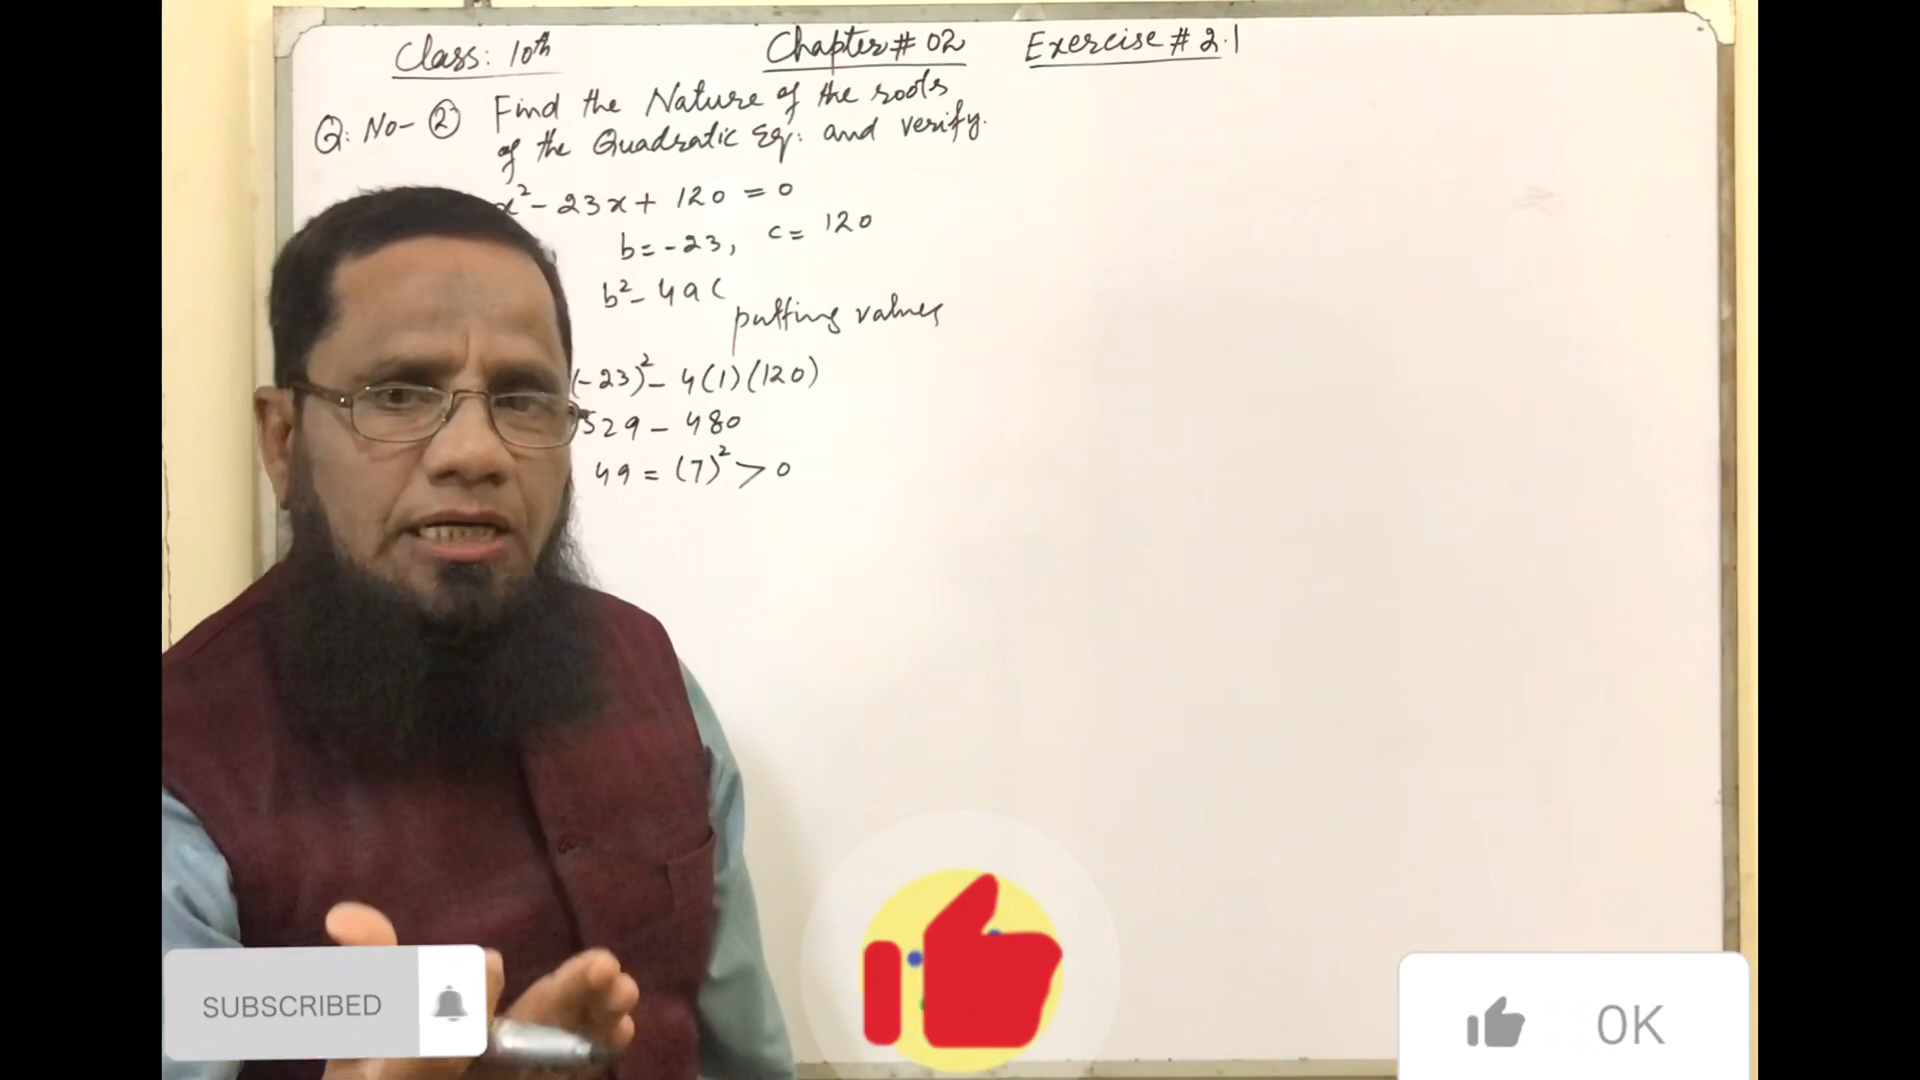 Class: 10th Chapter # 02 Exercise # 2.1
Q: No- ② Find the Nature of the roots
of the Quadratic Eq: and verify.
x² - 23x + 120 = 0
b = -23, c = 120
b² - 4ac
putting values
(-23)² - 4(1)(120)
529 - 480
49 = (7)² > 0
SUBSCRIBED
0K